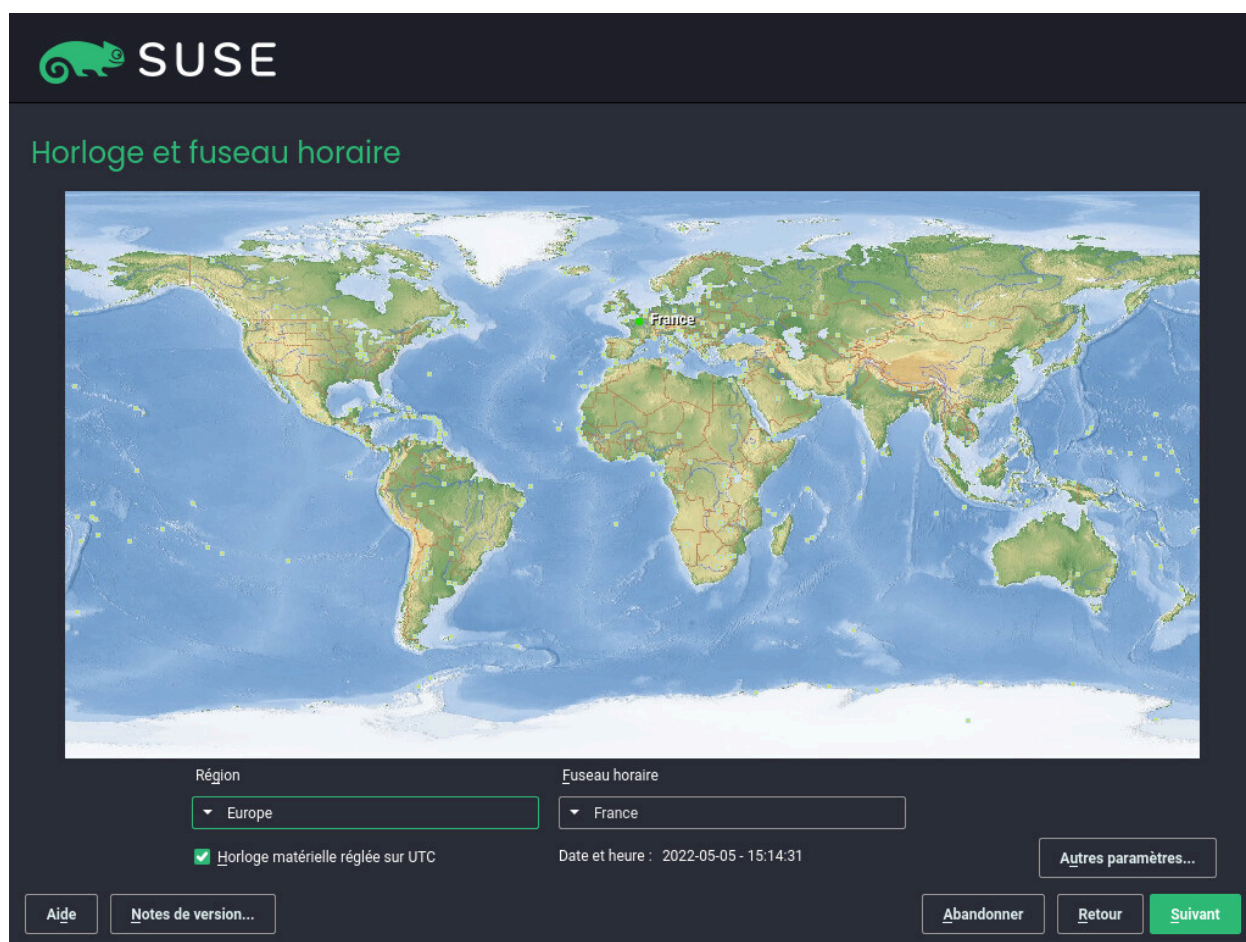 SUSE
Horloge et fuseau horaire
France
Région
Fuseau horaire
Europe
France
Horloge matérielle réglée sur UTC
Date et heure : 2022-05-05 - 15:14:31
Autres paramètres...
Aide
Notes de version...
Abandonner
Retour
Suivant